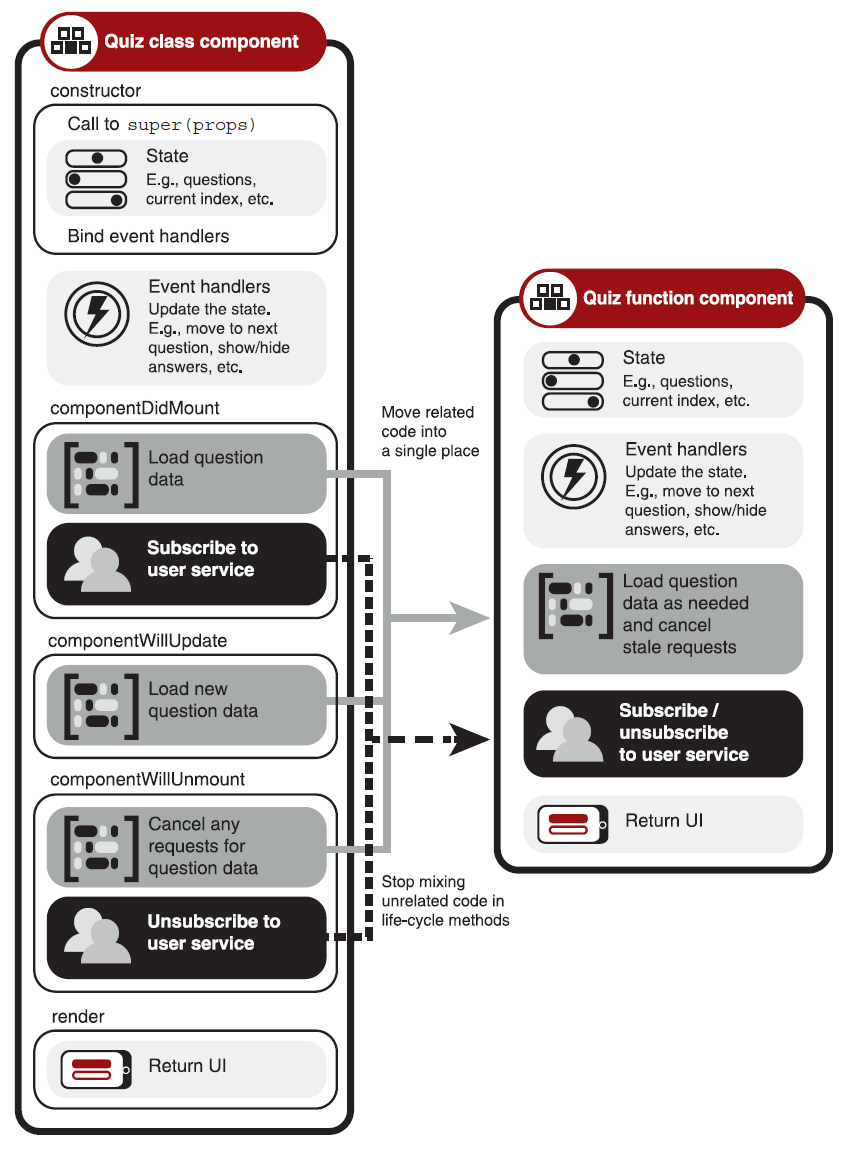 Quiz class component
constructor
Call to super(props)
State
E.g., questions,
current index, etc.
Bind event handlers
Event handlers
Update the state.
E.g., move to next
question, show/hide
answers, etc.
componentDidMount
Load question
data
Subscribe to
user service
componentWillUpdate
Load new
question data
componentWillUnmount
Cancel any
requests for
question data
Unsubscribe to
user service
render
Return UI
Move related
code into
a single place
Stop mixing
unrelated code in
life-cycle methods
Quiz function component
State
E.g., questions,
current index, etc.
Event handlers
Update the state.
E.g., move to next
question, show/hide
answers, etc.
Load question
data as needed
and cancel
stale requests
Subscribe /
unsubscribe
to user service
Return UI